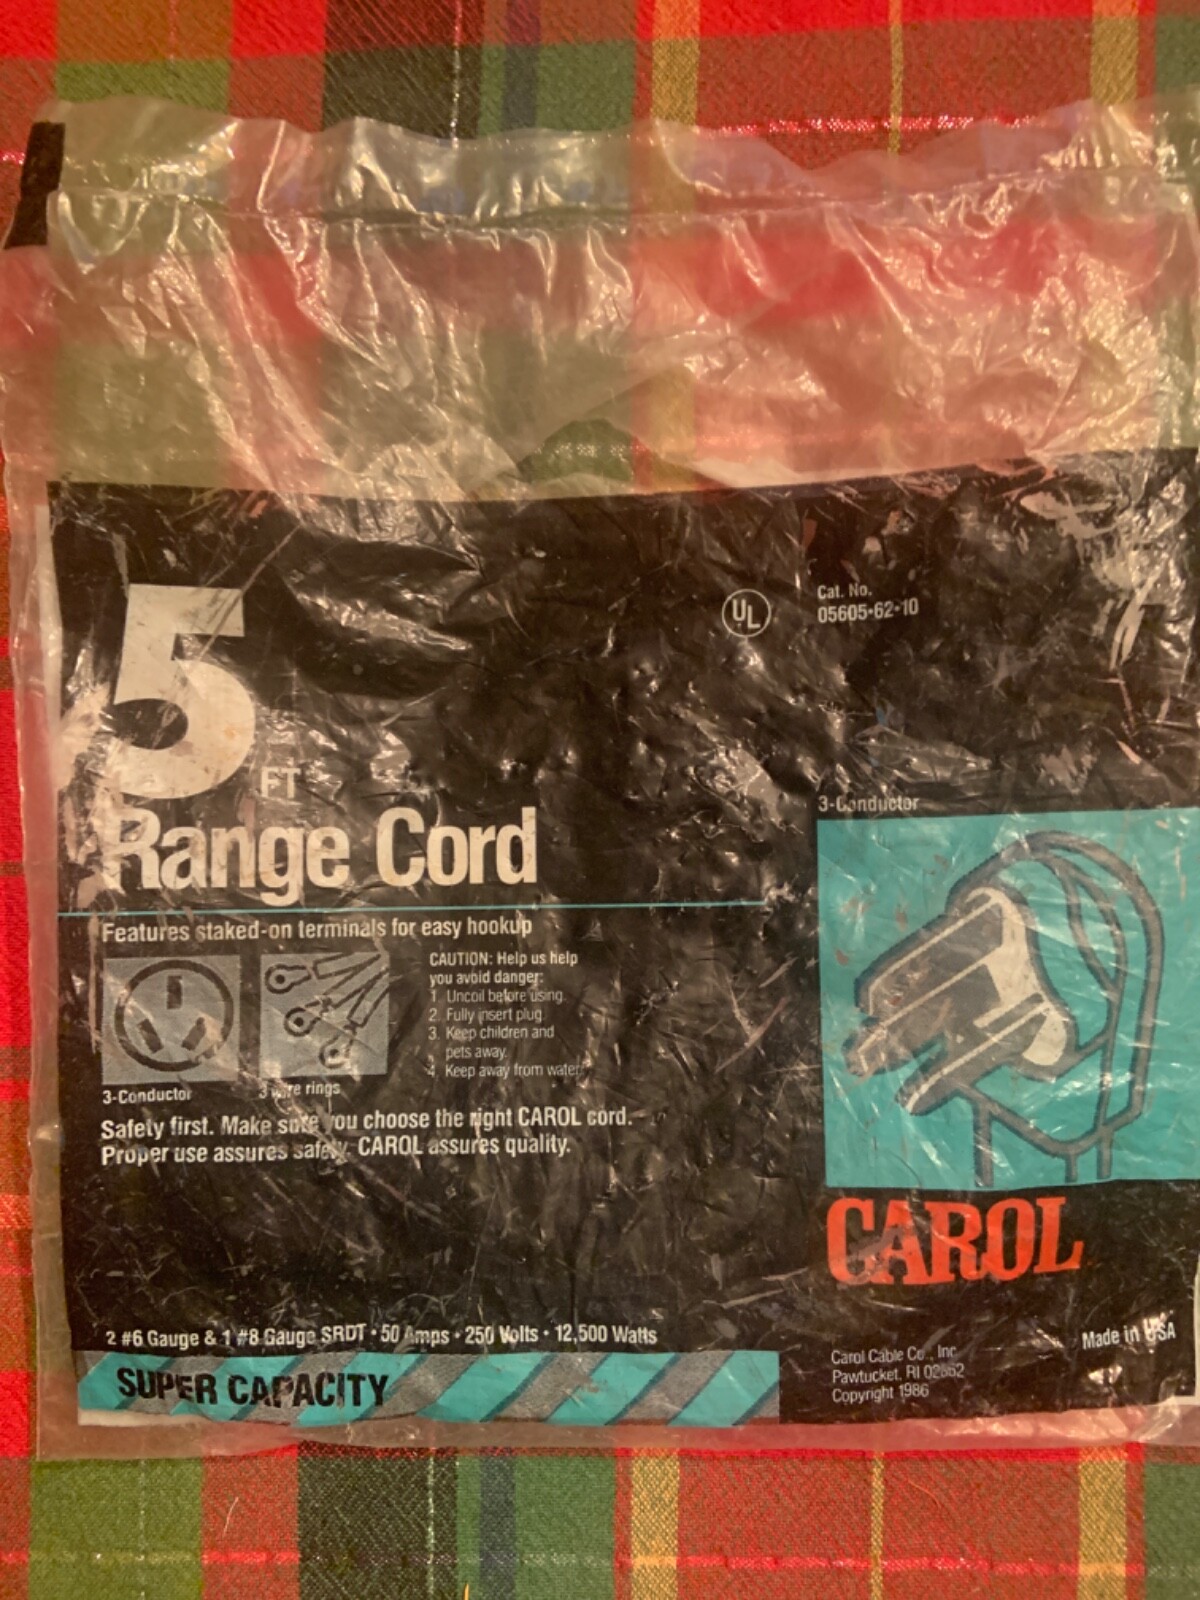 5
FT
Range Cord
Features staked-on terminals for easy hookup
3-Conductor
3 wire rings
CAUTION: Help us help
you avoid danger:
1. Uncoil before using.
2. Fully insert plug.
3. Keep children and
pets away.
4. Keep away from water.
Safety first. Make sure you choose the right CAROL cord.
Proper use assures safety. CAROL assures quality.
2 #6 Gauge & 1 #8 Gauge SRDT • 50 Amps • 250 Volts • 12,500 Watts
SUPER CAPACITY
UL
Cat. No.
05605•62•10
3-Conductor
CAROL
Made in USA
Carol Cable Co., Inc.
Pawtucket, RI
Copyright 1986